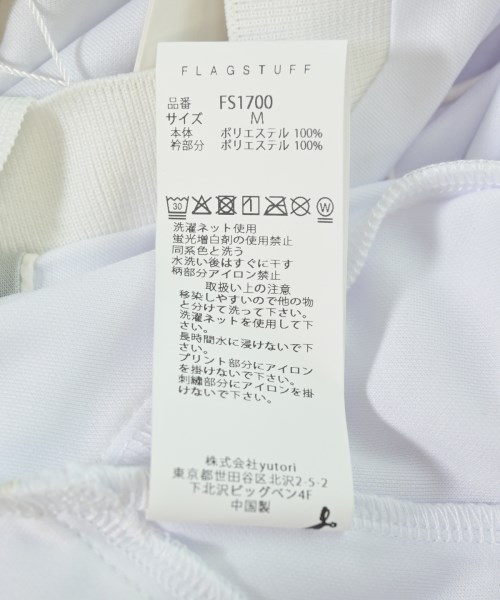 FLAGSTUFF
品番 FS1700
サイズ M
本体 ポリエステル 100%
衿部分 ポリエステル 100%
30 W
洗濯ネット使用
蛍光増白剤の使用禁止
同系色と洗う
水洗い後はすぐに干す
柄部分アイロン禁止
取扱い上の注意
移染しやすいので他の物
と分けて洗って下さい。
洗濯ネットを使用して下
さい。
長時間水に浸けないで下
さい。
プリント部分にアイロン
を掛けないで下さい。
刺繍部分にアイロンを掛
けないで下さい。
株式会社yutori
東京都世田谷区北沢2-5-2
下北沢ビッグベン4F
中国製